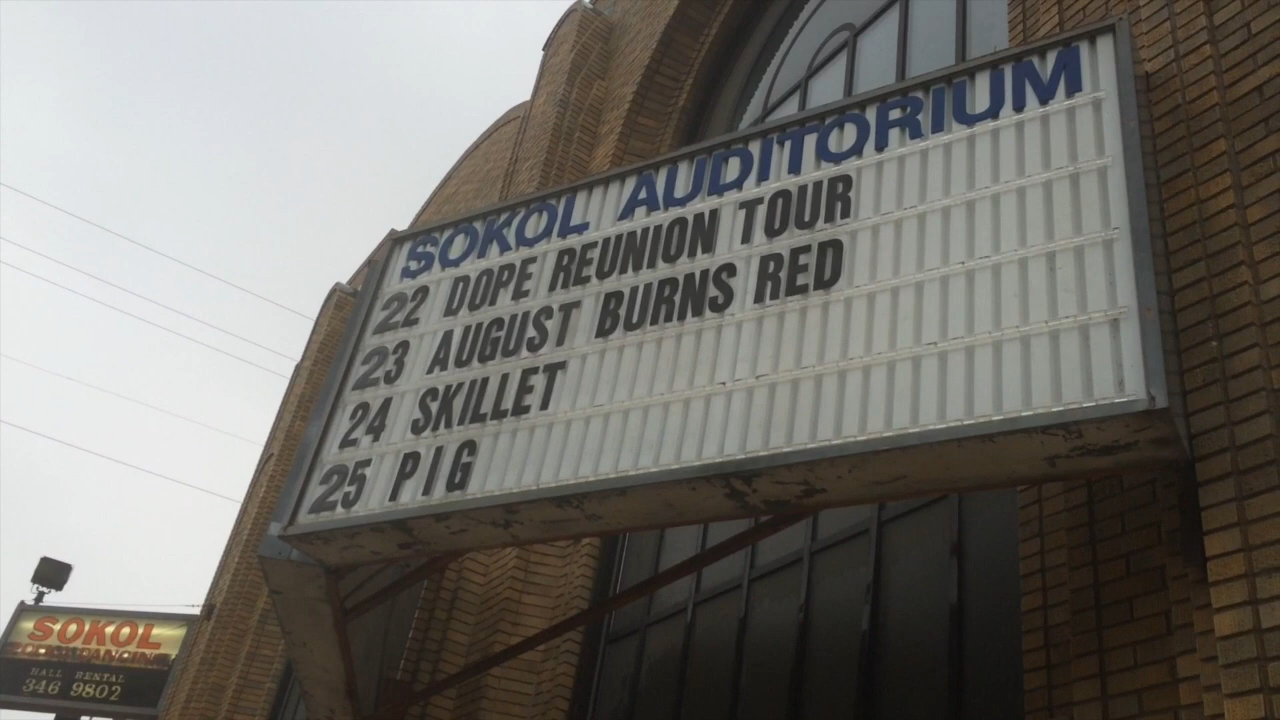 SOKOL AUDITORIUM
22 DOPE REUNION TOUR
23 AUGUST BURNS RED
24 SKILLET
25 PIG
SOKOL
HALL RENTAL
346 9802